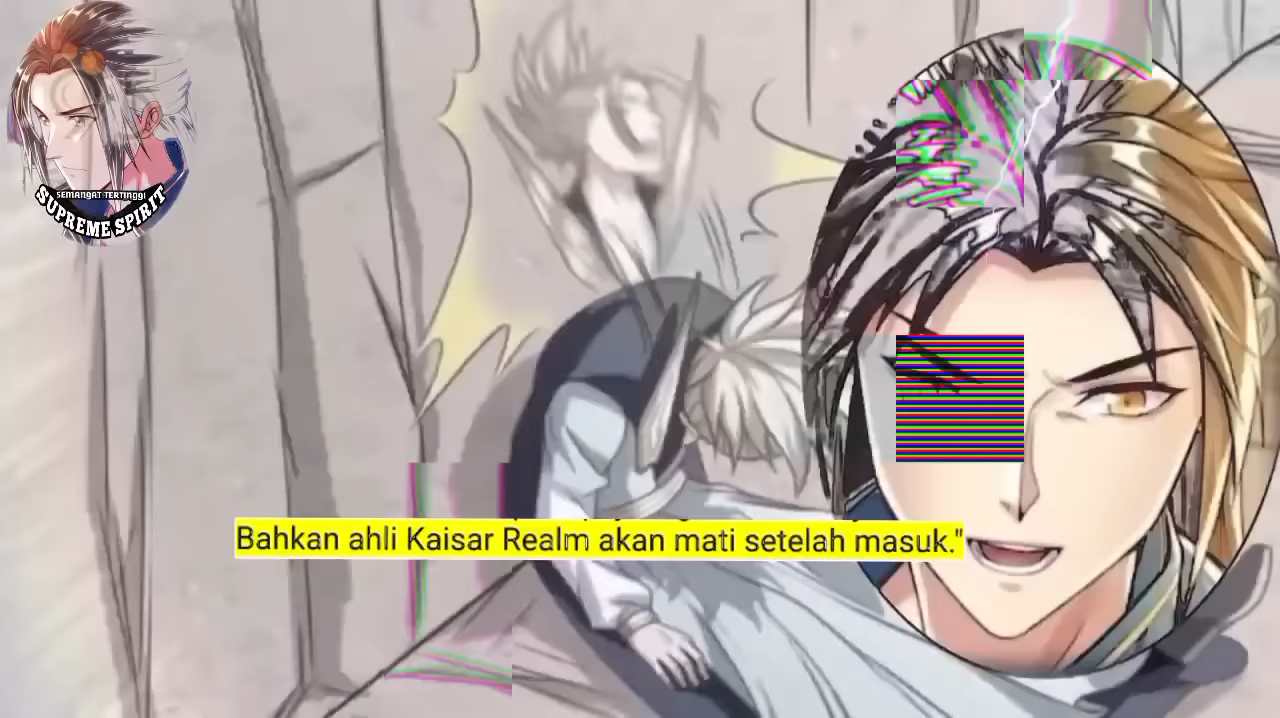 SEMANGAT TERTINGGI
SUPREME SPIRIT
Bahkan ahli Kaisar Realm akan mati setelah masuk."